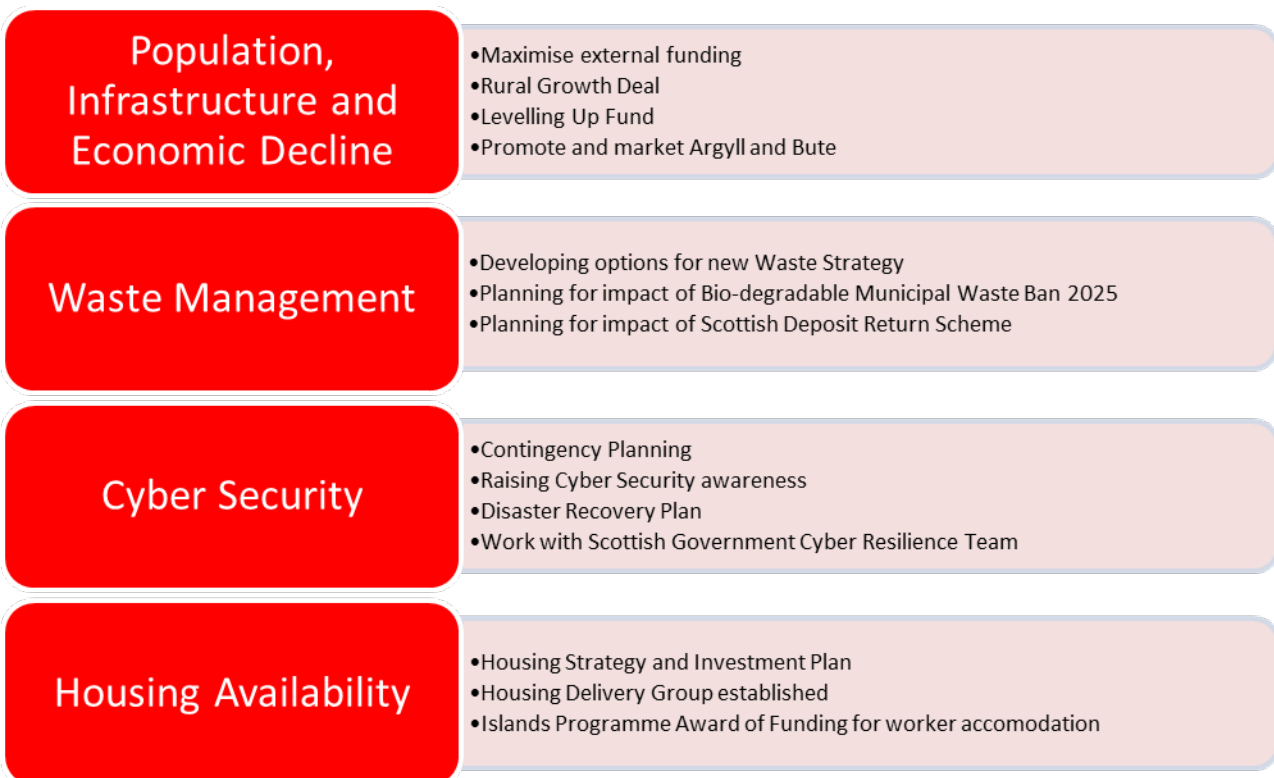 Population,
Infrastructure and
Economic Decline
•Maximise external funding
•Rural Growth Deal
•Levelling Up Fund
•Promote and market Argyll and Bute
Waste Management
•Developing options for new Waste Strategy
•Planning for impact of Bio-degradable Municipal Waste Ban 2025
•Planning for impact of Scottish Deposit Return Scheme
Cyber Security
•Contingency Planning
•Raising Cyber Security awareness
•Disaster Recovery Plan
•Work with Scottish Government Cyber Resilience Team
Housing Availability
•Housing Strategy and Investment Plan
•Housing Delivery Group established
•Islands Programme Award of Funding for worker accomodation